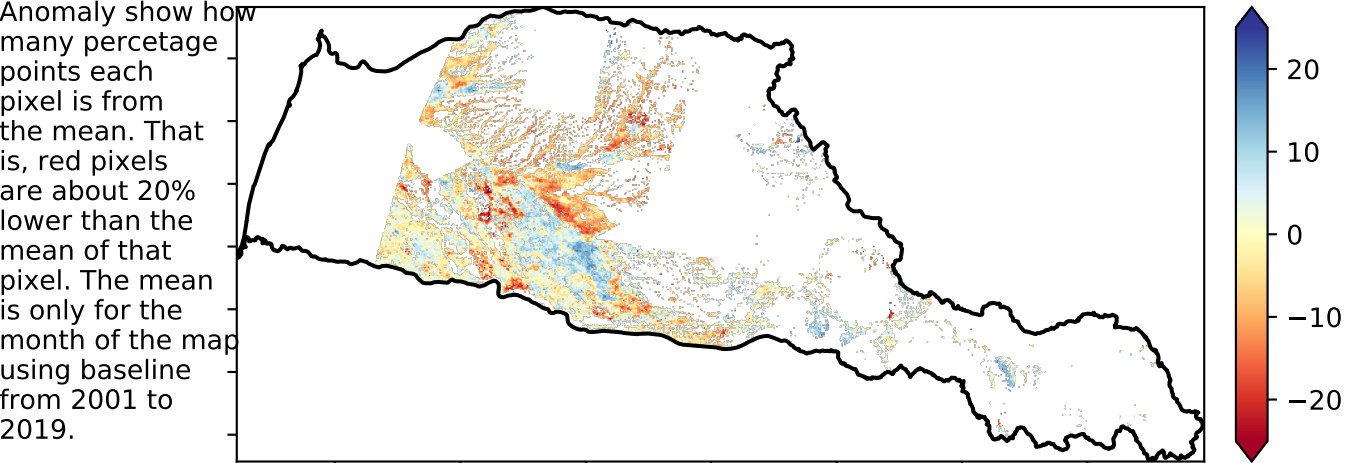 Anomaly show how
many percetage
points each
pixel is from
the mean. That
is, red pixels
are about 20%
lower than the
mean of that
pixel. The mean
is only for the
month of the map
using baseline
from 2001 to
2019.
20
10
0
−10
−20